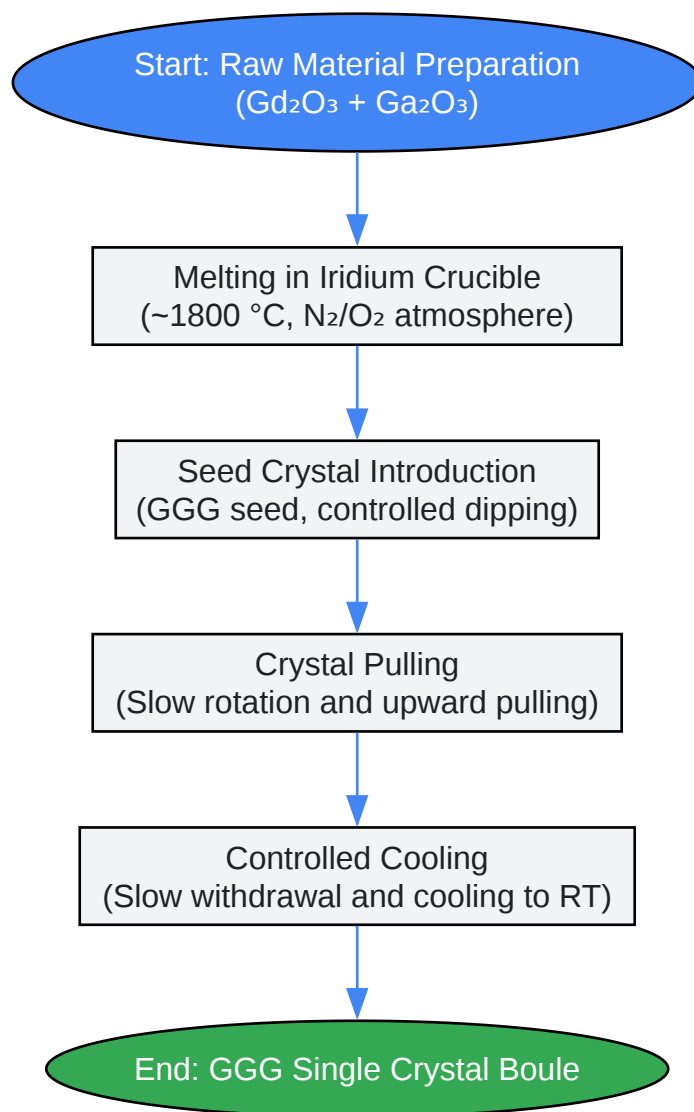 Start: Raw Material Preparation
(Gd₂O₃ + Ga₂O₃)
Melting in Iridium Crucible
(~1800 °C, N₂/O₂ atmosphere)
Seed Crystal Introduction
(GGG seed, controlled dipping)
Crystal Pulling
(Slow rotation and upward pulling)
Controlled Cooling
(Slow withdrawal and cooling to RT)
End: GGG Single Crystal Boule